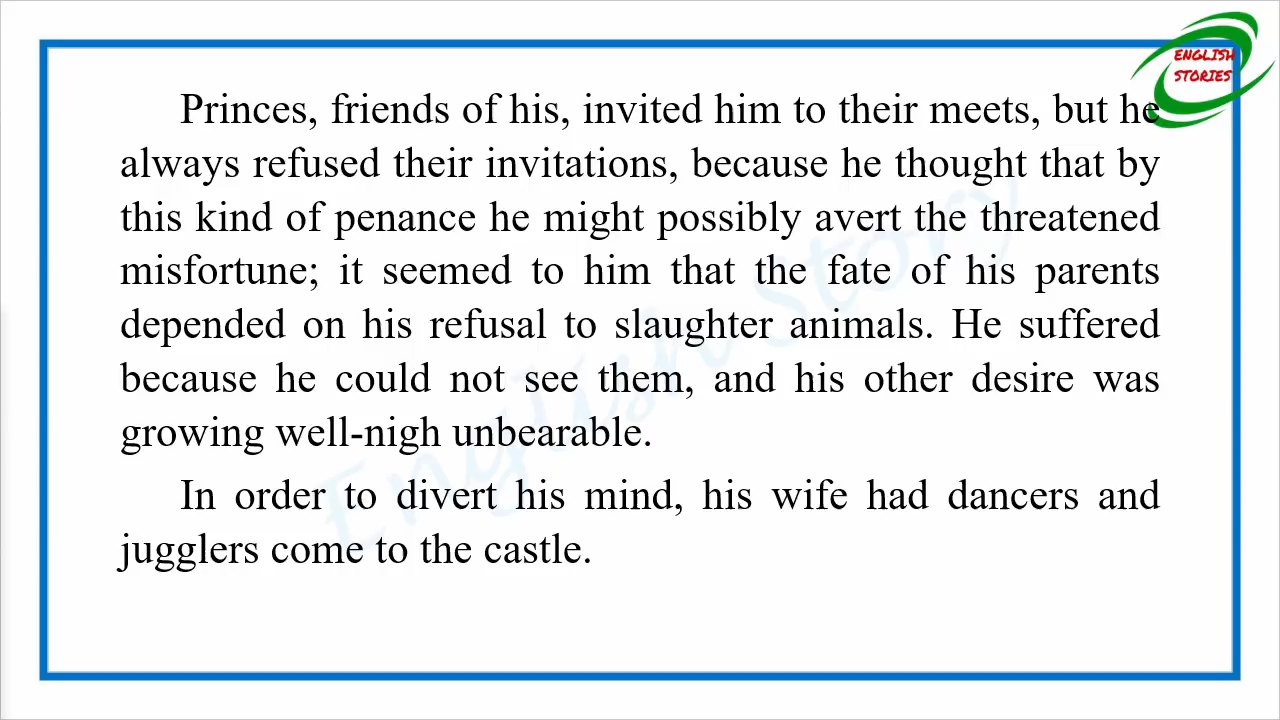 ENGLISH
STORIES
Princes, friends of his, invited him to their meets, but he
always refused their invitations, because he thought that by
this kind of penance he might possibly avert the threatened
misfortune; it seemed to him that the fate of his parents
depended on his refusal to slaughter animals. He suffered
because he could not see them, and his other desire was
growing well-nigh unbearable.
In order to divert his mind, his wife had dancers and
jugglers come to the castle.
English Story